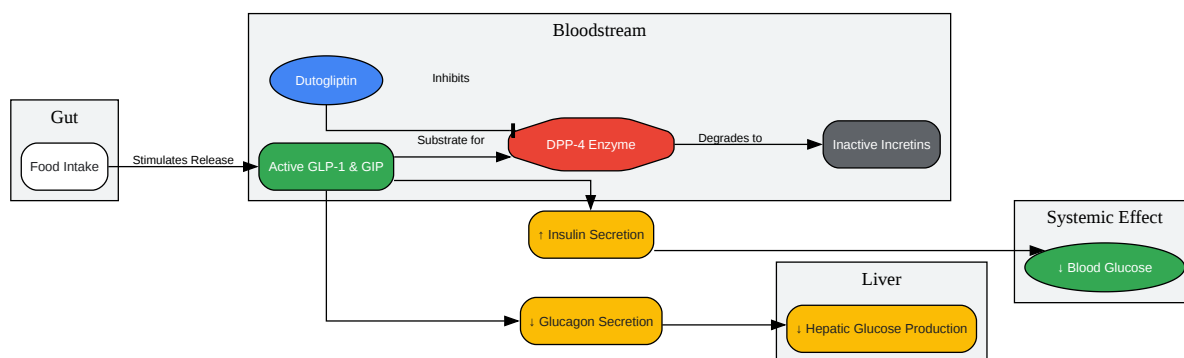 Bloodstream
Dutogliptin
Inhibits
Gut
Food Intake
Stimulates Release
Active GLP-1 & GIP
Substrate for
DPP-4 Enzyme
Degrades to
Inactive Incretins
↑ Insulin Secretion
Systemic Effect
↓ Blood Glucose
Liver
↓ Glucagon Secretion
↓ Hepatic Glucose Production